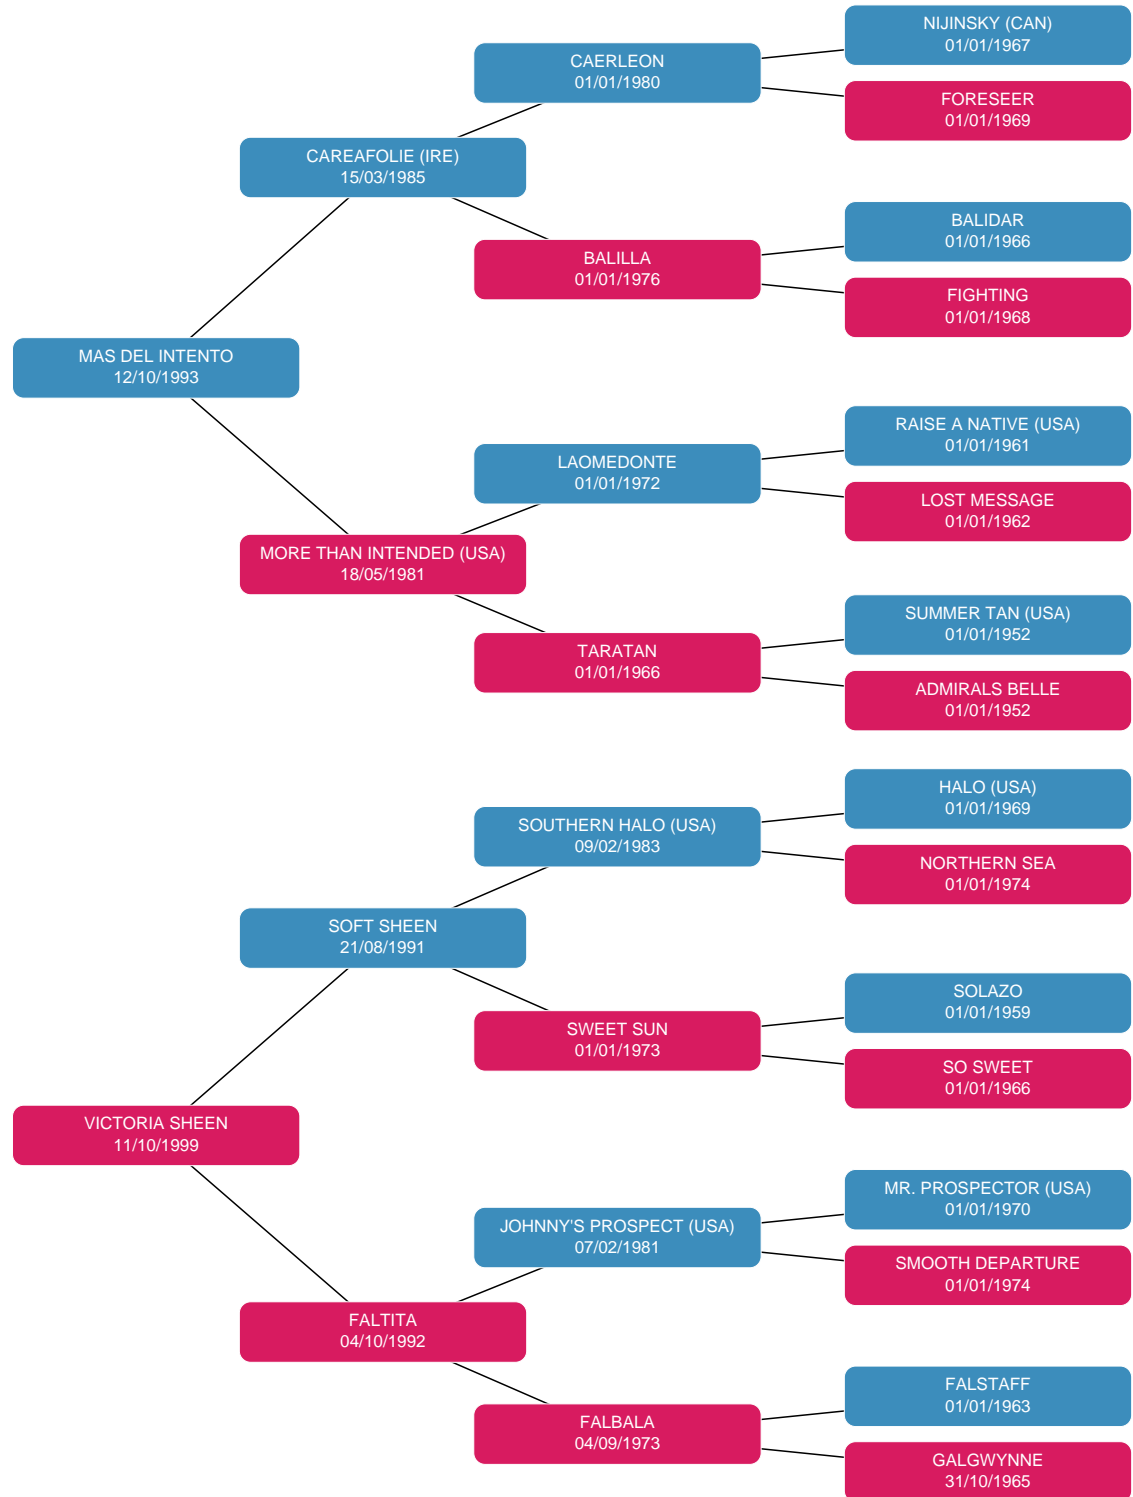 NIJINSKY (CAN)
01/01/1967
CAERLEON
01/01/1980
FORESEER
01/01/1969
CAREAFOLIE (IRE)
15/03/1985
BALIDAR
01/01/1966
BALILLA
01/01/1976
FIGHTING
01/01/1968
MAS DEL INTENTO
12/10/1993
RAISE A NATIVE (USA)
01/01/1961
LAOMEDONTE
01/01/1972
LOST MESSAGE
01/01/1962
MORE THAN INTENDED (USA)
18/05/1981
SUMMER TAN (USA)
01/01/1952
TARATAN
01/01/1966
ADMIRALS BELLE
01/01/1952
HALO (USA)
01/01/1969
SOUTHERN HALO (USA)
09/02/1983
NORTHERN SEA
01/01/1974
SOFT SHEEN
21/08/1991
SOLAZO
01/01/1959
SWEET SUN
01/01/1973
SO SWEET
01/01/1966
VICTORIA SHEEN
11/10/1999
MR. PROSPECTOR (USA)
01/01/1970
JOHNNY'S PROSPECT (USA)
07/02/1981
SMOOTH DEPARTURE
01/01/1974
FALTITA
04/10/1992
FALSTAFF
01/01/1963
FALBALA
04/09/1973
GALGWYNNE
31/10/1965